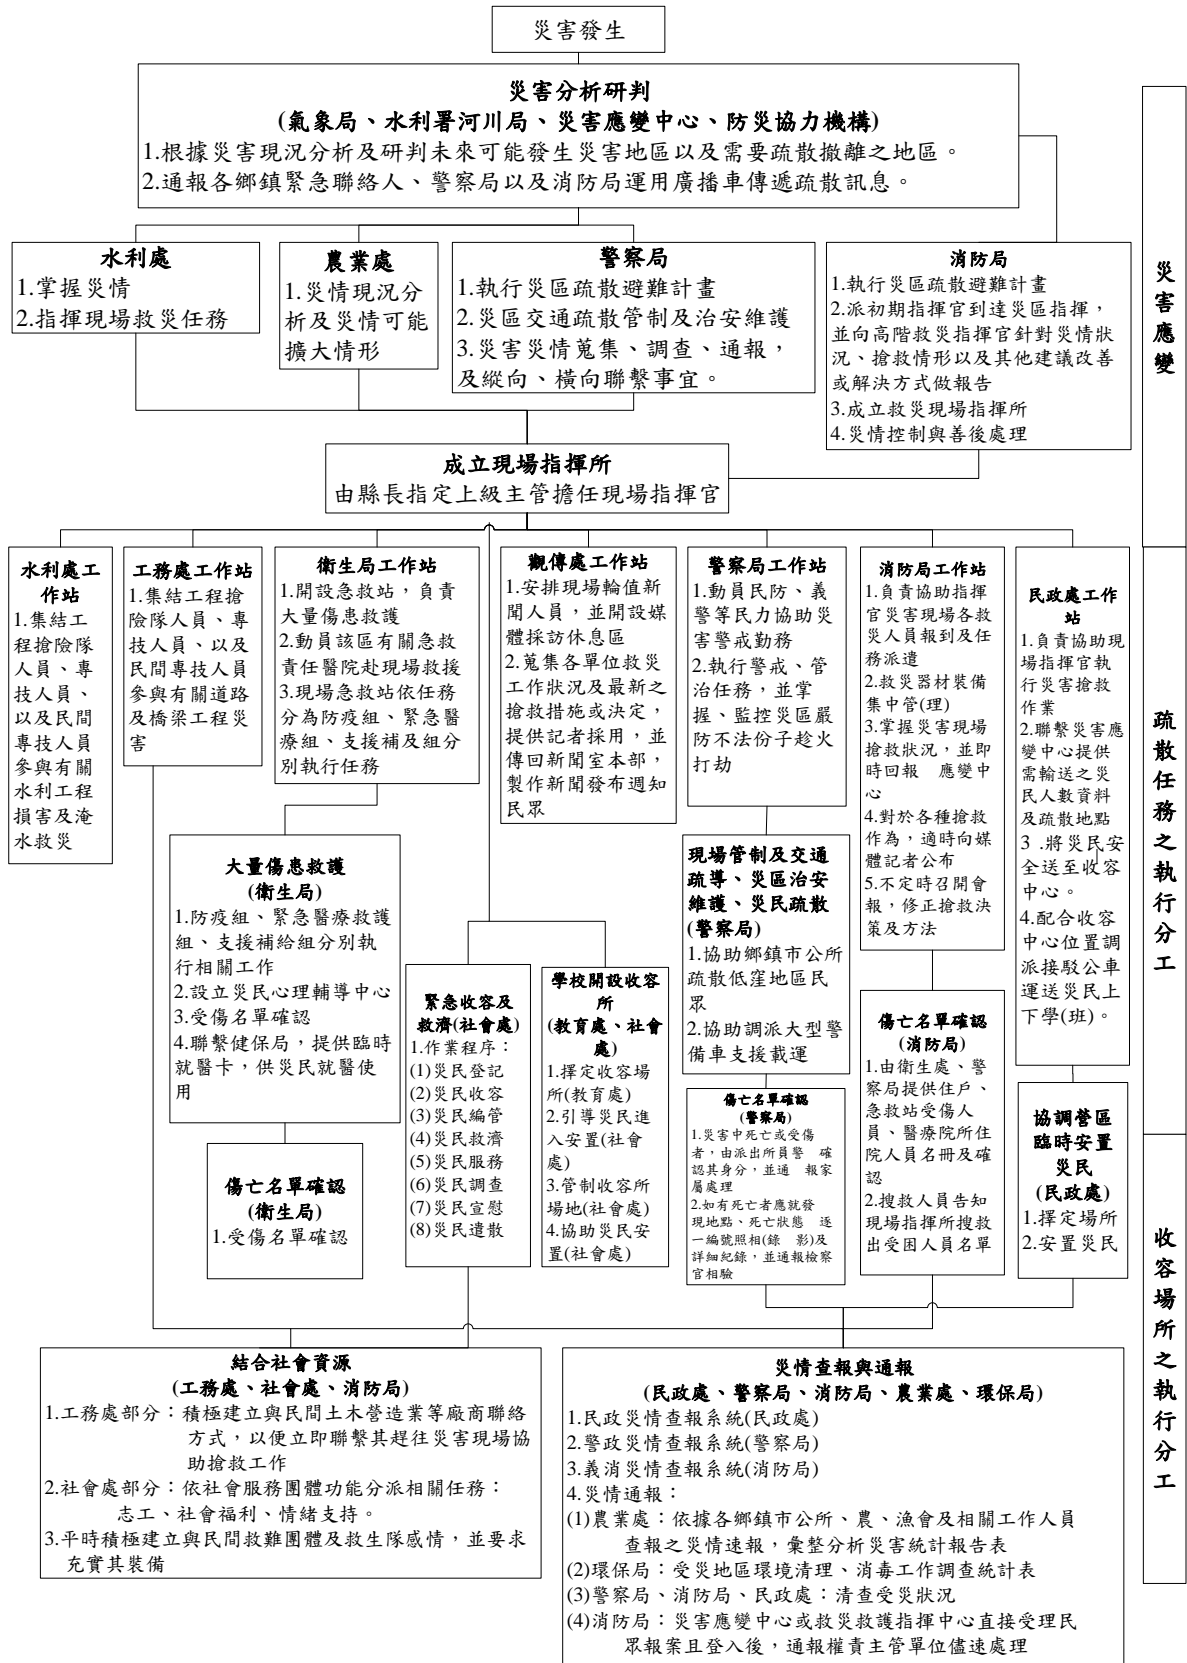 災害發生
災害分析研判
(氣象局、水利署河川局、災害應變中心、防災協力機構)
1.根據災害現況分析及研判未來可能發生災害地區以及需要疏散撤離之地區。
2.通報各鄉鎮緊急聯絡人、警察局以及消防局運用廣播車傳遞疏散訊息。
水利處
1.掌握災情
2.指揮現場救災任務
農業處
1.災情現況分
析及災情可能
擴大情形
警察局
1.執行災區疏散避難計畫
2.災區交通疏散管制及治安維護
3.災害災情蒐集、調查、通報，
及縱向、橫向聯繫事宜。
消防局
1.執行災區疏散避難計畫
2.派初期指揮官到達災區指揮，
並向高階救災指揮官針對災情狀
況、搶救情形以及其他建議改善
或解決方式做報告
3.成立救災現場指揮所
4.災情控制與善後處理
災害應變
成立現場指揮所
由縣長指定上級主管擔任現場指揮官
水利處工
作站
1.集結工
程搶險隊
人員、專
技人員、
以及民間
專技人員
參與有關
水利工程
損害及淹
水救災
工務處工作站
1.集結工程搶
險隊人員、專
技人員、以及
民間專技人員
參與有關道路
及橋梁工程災
害
衛生局工作站
1.開設急救站，負責
大量傷患救護
2.動員該區有關急救
責任醫院赴現場救援
3.現場急救站依任務
分為防疫組、緊急醫
療組、支援補及組分
別執行任務
觀傳處工作站
1.安排現場輪值新
聞人員，並開設媒
體採訪休息區
2.蒐集各單位救災
工作狀況及最新之
搶救措施或決定，
提供記者採用，並
傳回新聞室本部，
製作新聞發布週知
民眾
警察局工作站
1.動員民防、義
警等民力協助災
害警戒勤務
2.執行警戒、管
治任務，並掌
握、監控災區嚴
防不法份子趁火
打劫
消防局工作站
1.負責協助指揮
官災害現場各救
災人員報到及任
務派遣
2.救災器材裝備
集中管(理)
3.掌握災害現場
搶救狀況，並即
時回報 應變中
心
4.對於各種搶救
作為，適時向媒
體記者公布
5.不定時召開會
報，修正搶救決
策及方法
民政處工作
站
1.負責協助現
場指揮官執
行災害搶救
作業
2.聯繫災害應
變中心提供
需輸送之災
民人數資料
及疏散地點
3 .將災民安
全送至收容
中心。
4.配合收容
中心位置調
派接駁公車
運送災民上
下學(班)。
疏散任務之執行分工
大量傷患救護
(衛生局)
1.防疫組、緊急醫療救護
組、支援補給組分別執
行相關工作
2.設立災民心理輔導中心
3.受傷名單確認
4.聯繫健保局，提供臨時
就醫卡，供災民就醫使
用
傷亡名單確認
(衛生局)
1.受傷名單確認
緊急收容及
救濟(社會處)
1.作業程序：
(1)災民登記
(2)災民收容
(3)災民編管
(4)災民救濟
(5)災民服務
(6)災民調查
(7)災民宣慰
(8)災民遣散
學校開設收容
所
(教育處、社會
處)
1.擇定收容場
所(教育處)
2.引導災民進
入安置(社會
處)
3.管制收容所
場地(社會處)
4.協助災民安
置(社會處)
現場管制及交通
疏導、災區治安
維護、災民疏散
(警察局)
1.協助鄉鎮市公所
疏散低窪地區民
眾
2.協助調派大型警
備車支援載運
傷亡名單確認
(警察局)
1.災害中死亡或受傷
者，由派出所員警 確
認其身分，並通 報家
屬處理
2.如有死亡者應就發
現地點、死亡狀態 逐
一編號照相(錄 影)及
詳細紀錄，並通報檢察
官相驗
傷亡名單確認
(消防局)
1.由衛生處、警
察局提供住戶、
急救站受傷人
員、醫療院所住
院人員名冊及確
認
2.搜救人員告知
現場指揮所搜救
出受困人員名單
協調營區
臨時安置
災民
(民政處)
1.擇定場所
2.安置災民
收容場所之執行分工
結合社會資源
(工務處、社會處、消防局)
1.工務處部分：積極建立與民間土木營造業等廠商聯絡
方式，以便立即聯繫其趕往災害現場協
助搶救工作
2.社會處部分：依社會服務團體功能分派相關任務：
志工、社會福利、情緒支持。
3.平時積極建立與民間救難團體及救生隊感情，並要求
充實其裝備
災情查報與通報
(民政處、警察局、消防局、農業處、環保局)
1.民政災情查報系統(民政處)
2.警政災情查報系統(警察局)
3.義消災情查報系統(消防局)
4.災情通報：
(1)農業處：依據各鄉鎮市公所、農、漁會及相關工作人員
查報之災情速報，彙整分析災害統計報告表
(2)環保局：受災地區環境清理、消毒工作調查統計表
(3)警察局、消防局、民政處：清查受災狀況
(4)消防局：災害應變中心或救災救護指揮中心直接受理民
眾報案且登入後，通報權責主管單位儘速處理